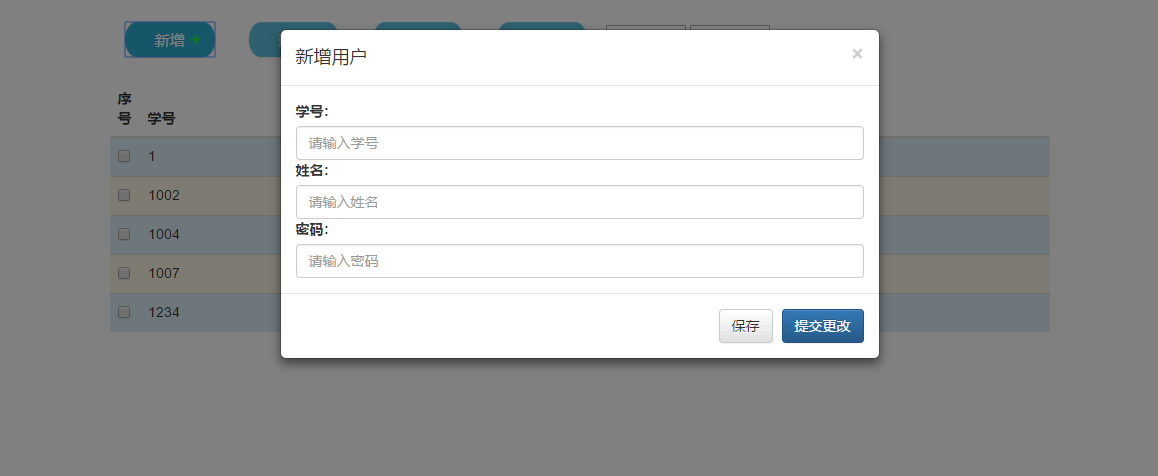 新增 +
新增用户 ×
序号 学号
学号:
请输入学号
姓名:
请输入姓名
密码:
请输入密码
1
1002
1004
1007
1234
保存 提交更改